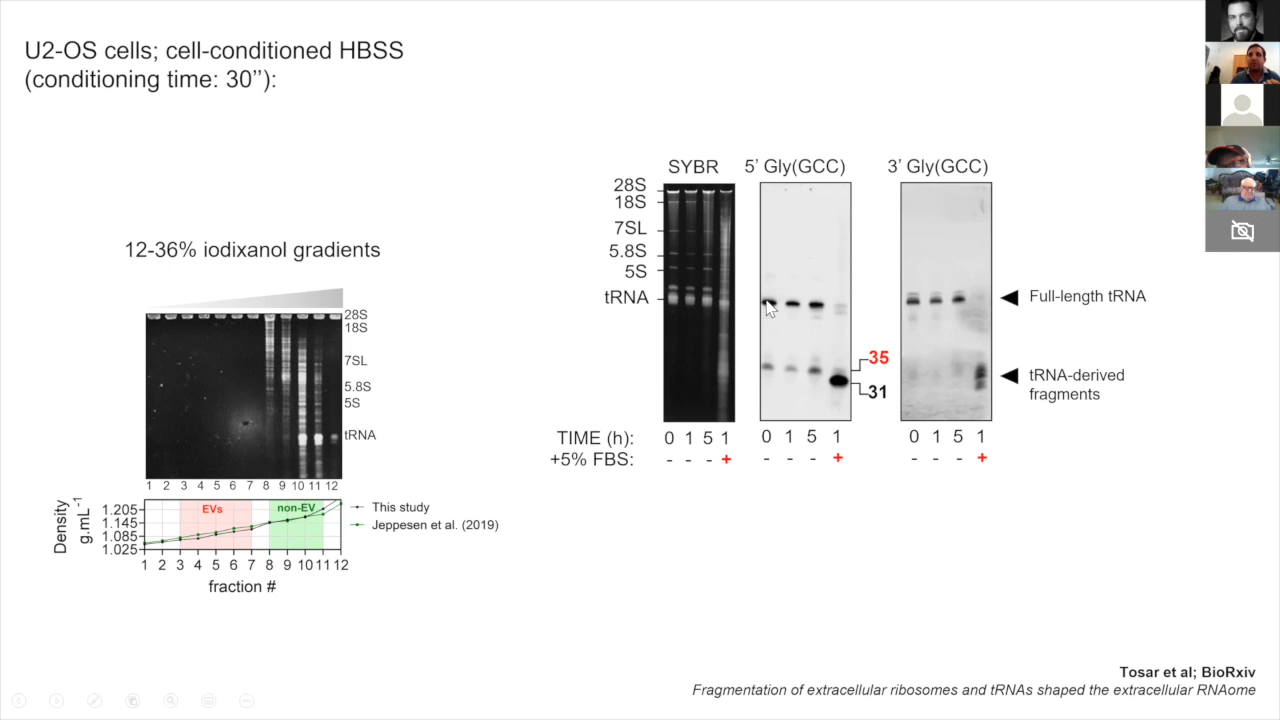 U2-OS cells; cell-conditioned HBSS
(conditioning time: 30’’):
12-36% iodixanol gradients
28S
18S
7SL
5.8S
5S
tRNA
1 2 3 4 5 6 7 8 9 10 11 12
Density
g.mL-1
1.205
1.145
1.085
1.025
EVs
non-EV
This study
Jeppesen et al. (2019)
1 2 3 4 5 6 7 8 9 10 11 12
fraction #
SYBR
5’ Gly(GCC)
3’ Gly(GCC)
28S
18S
7SL
5.8S
5S
tRNA
35
31
Full-length tRNA
tRNA-derived
fragments
TIME (h): 0 1 5 1 0 1 5 1 0 1 5 1
+5% FBS: - - - + - - - + - - - +
Tosar et al; BioRxiv
Fragmentation of extracellular ribosomes and tRNAs shaped the extracellular RNAome